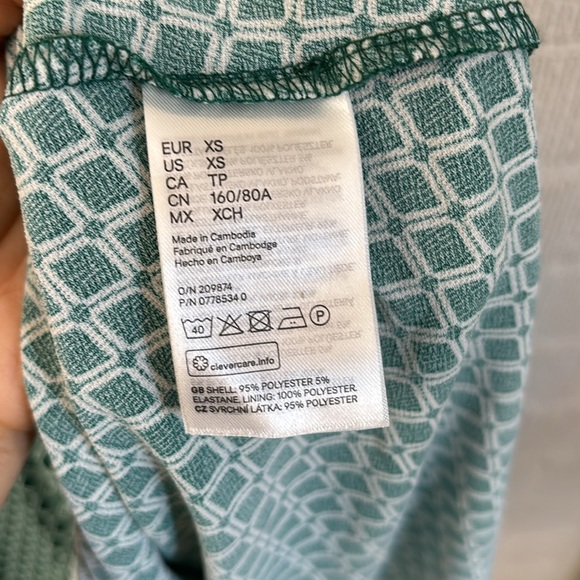 EUR XS
US XS
CA TP
CN 160/80A
MX XCH
Made in Cambodia
Fabriqué en Cambodge
Hecho en Camboya
O/N 209874
P/N 0778534 0
40 P
clevercare.info
GB SHELL: 95% POLYESTER 5%
ELASTANE, LINING: 100% POLYESTER.
CZ SVRCHNÍ LÁTKA: 95% POLYESTER